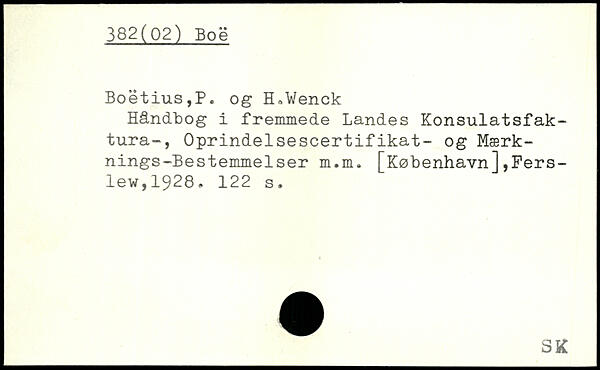 382(02) Boë
Boëtius,P. og H.Wenck
Håndbog i fremmede Landes Konsulatsfak-
tura-, Oprindelsescertifikat- og Mærk-
nings-Bestemmelser m.m. [København],Fers-
lew,1928. 122 s.
SK